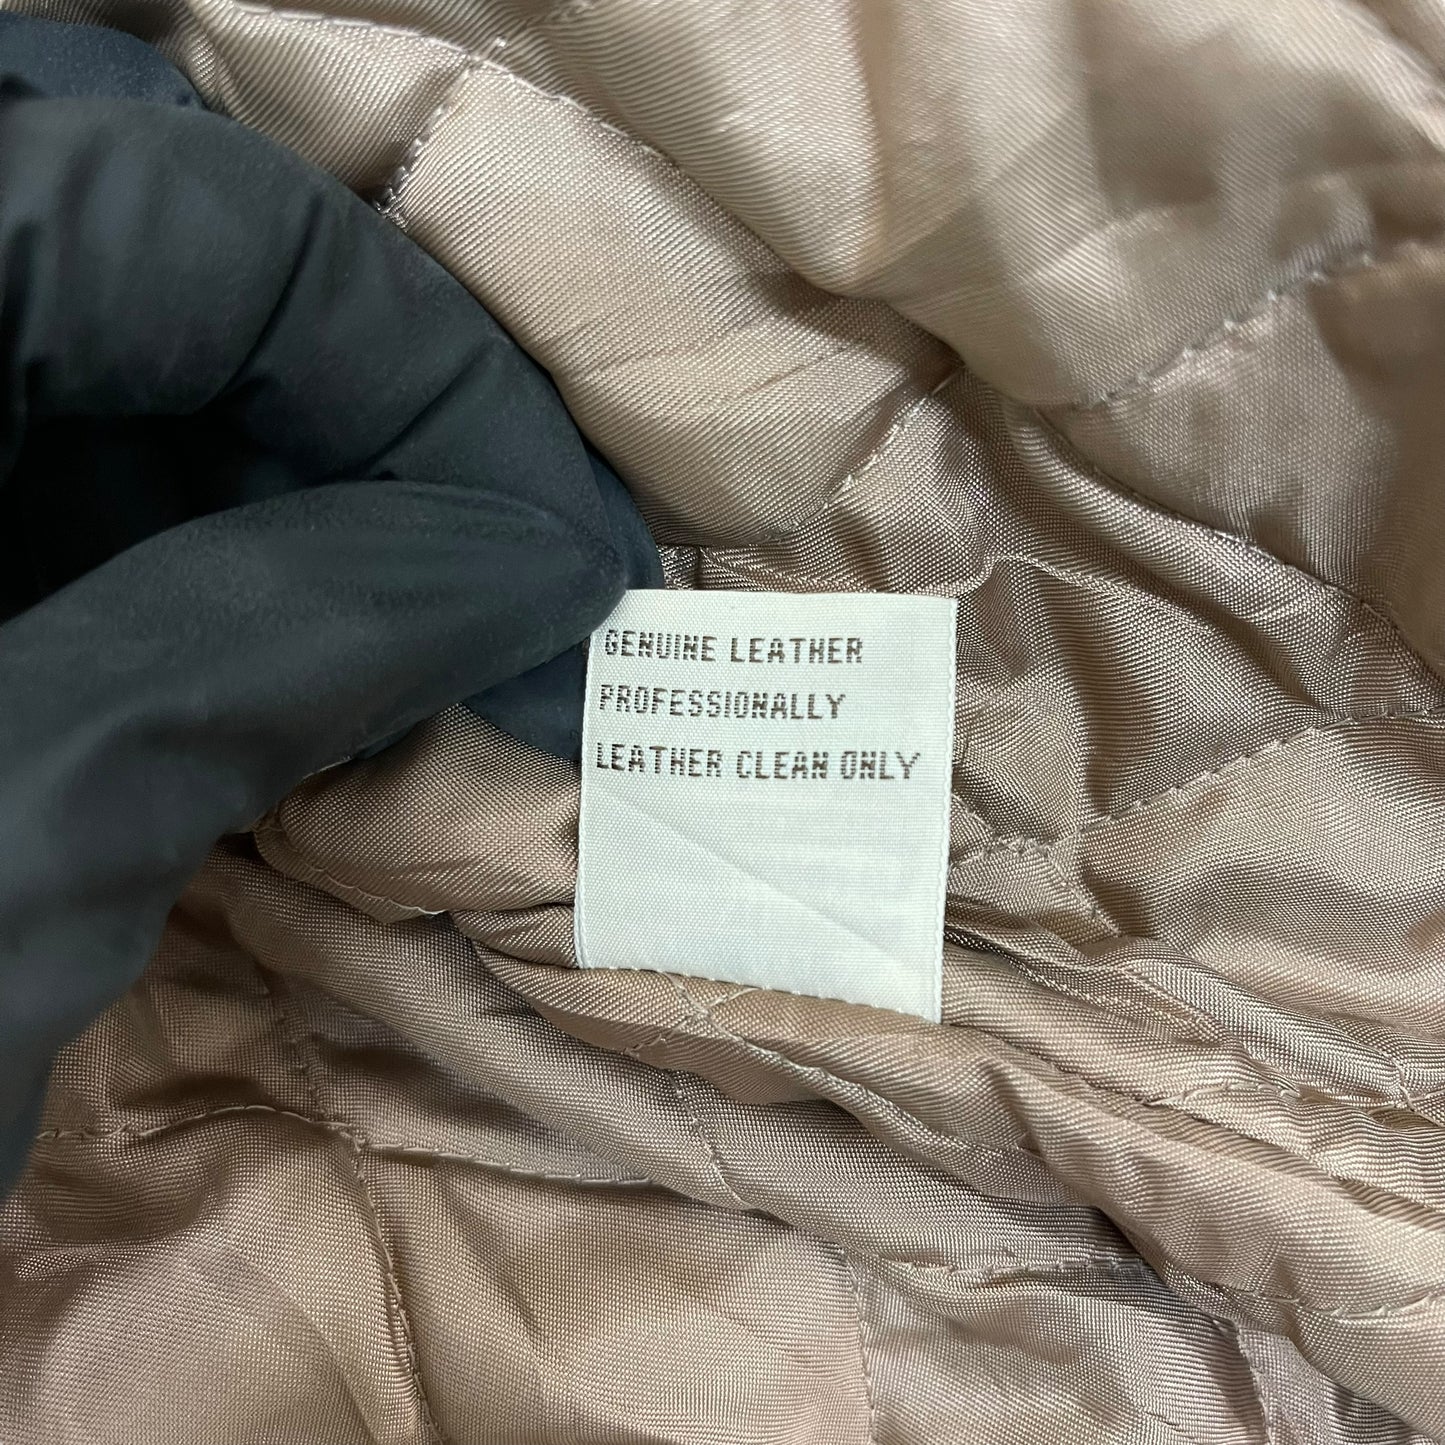 GENUINE LEATHER
PROFESSIONALLY
LEATHER CLEAN ONLY